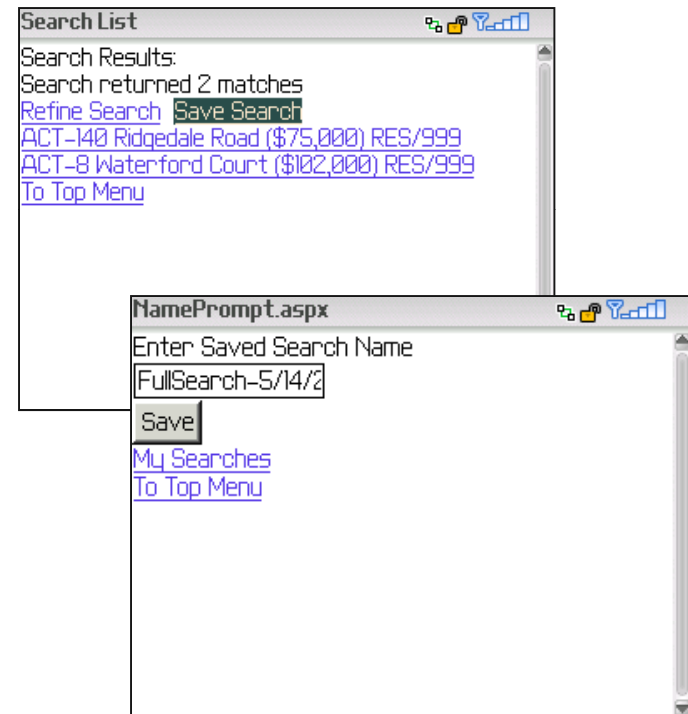 Search List
Search Results:
Search returned 2 matches
Refine Search Save Search
ACT-140 Ridgedale Road ($75,000) RES/999
ACT-8 Waterford Court ($102,000) RES/999
To Top Menu
NamePrompt.aspx
Enter Saved Search Name
FullSearch-5/14/2
Save
My Searches
To Top Menu